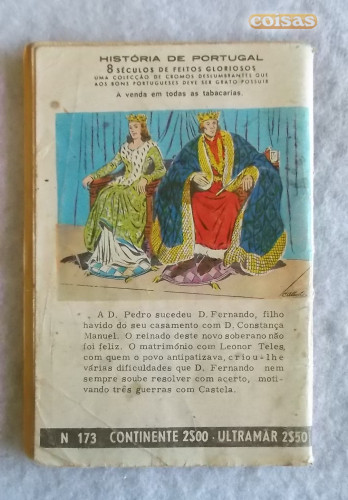 coisas
HISTÓRIA DE PORTUGAL
8 SÉCULOS DE FEITOS GLORIOSOS
UMA COLECÇÃO DE CROMOS DESLUMBRANTES QUE
AOS BONS PORTUGUESES DEVE SER GRATO POSSUIR
A venda em todas as tabacarias.
A D. Pedro sucedeu D. Fernando, filho
havido do seu casamento com D. Constança
Manuel. O reinado deste novo soberano não
foi feliz. O matrimónio com Leonor Teles,
com quem o povo antipatizava, criou-lhe
várias dificuldades que D. Fernando nem
sempre soube resolver com acerto, moti-
vando três guerras com Castela.
N 173 CONTINENTE 2$00 - ULTRAMAR 2$50